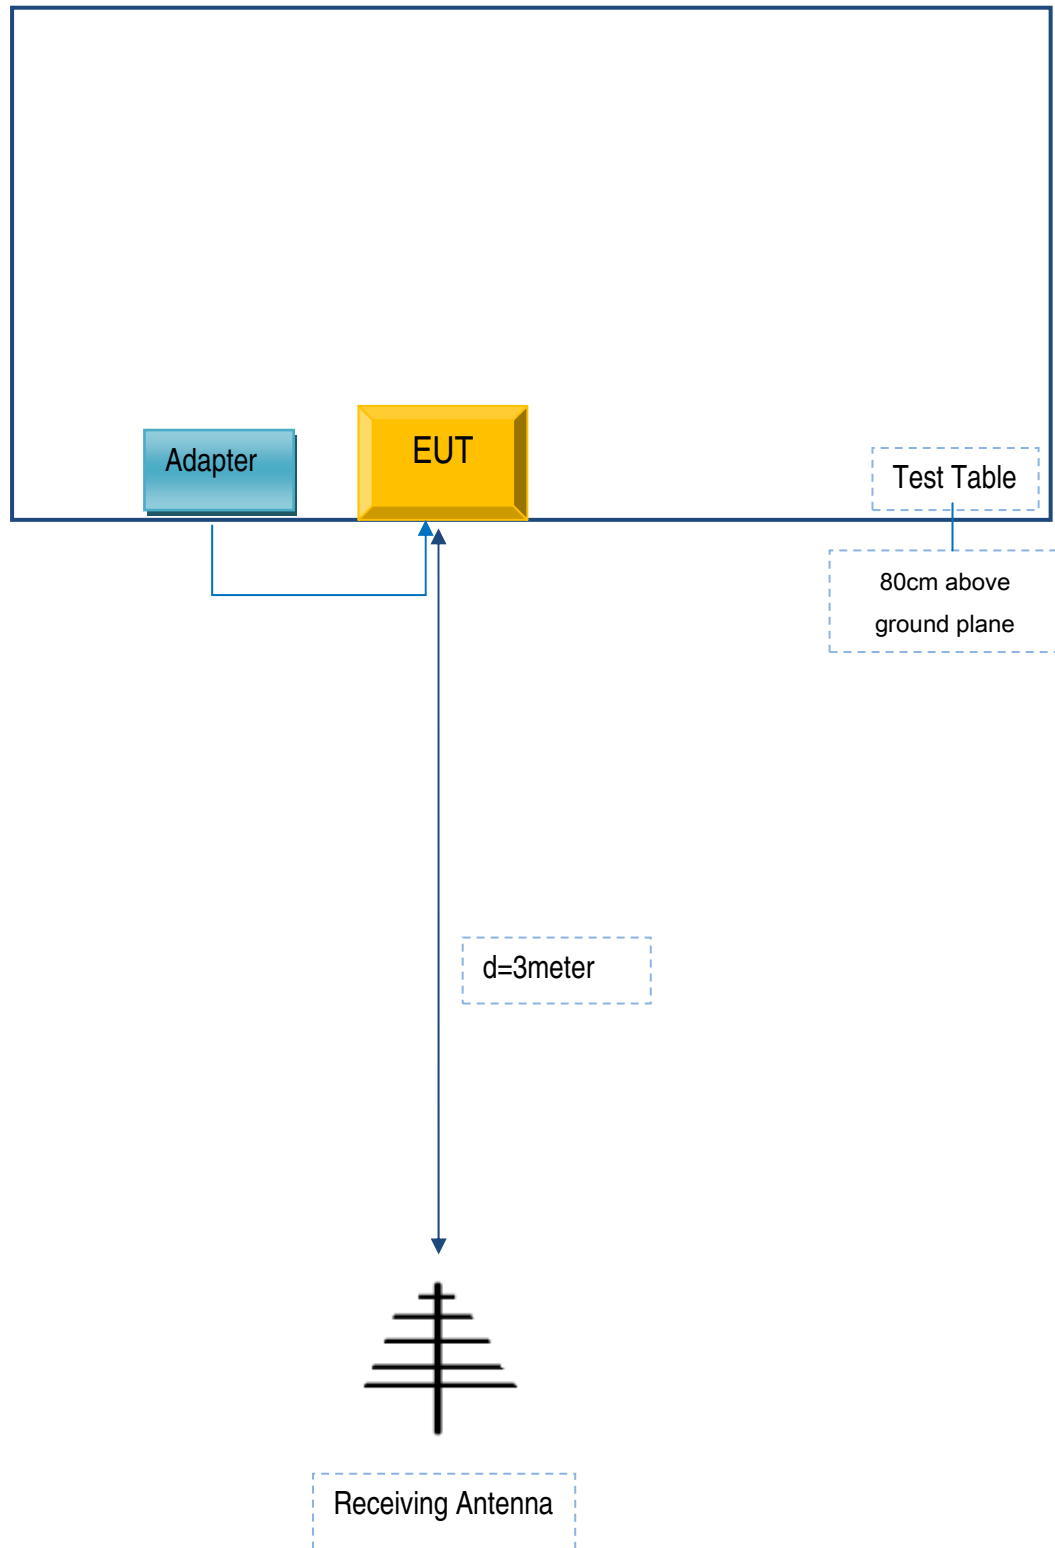 Adapter
EUT
Test Table
80cm above
ground plane
d=3meter
Receiving Antenna